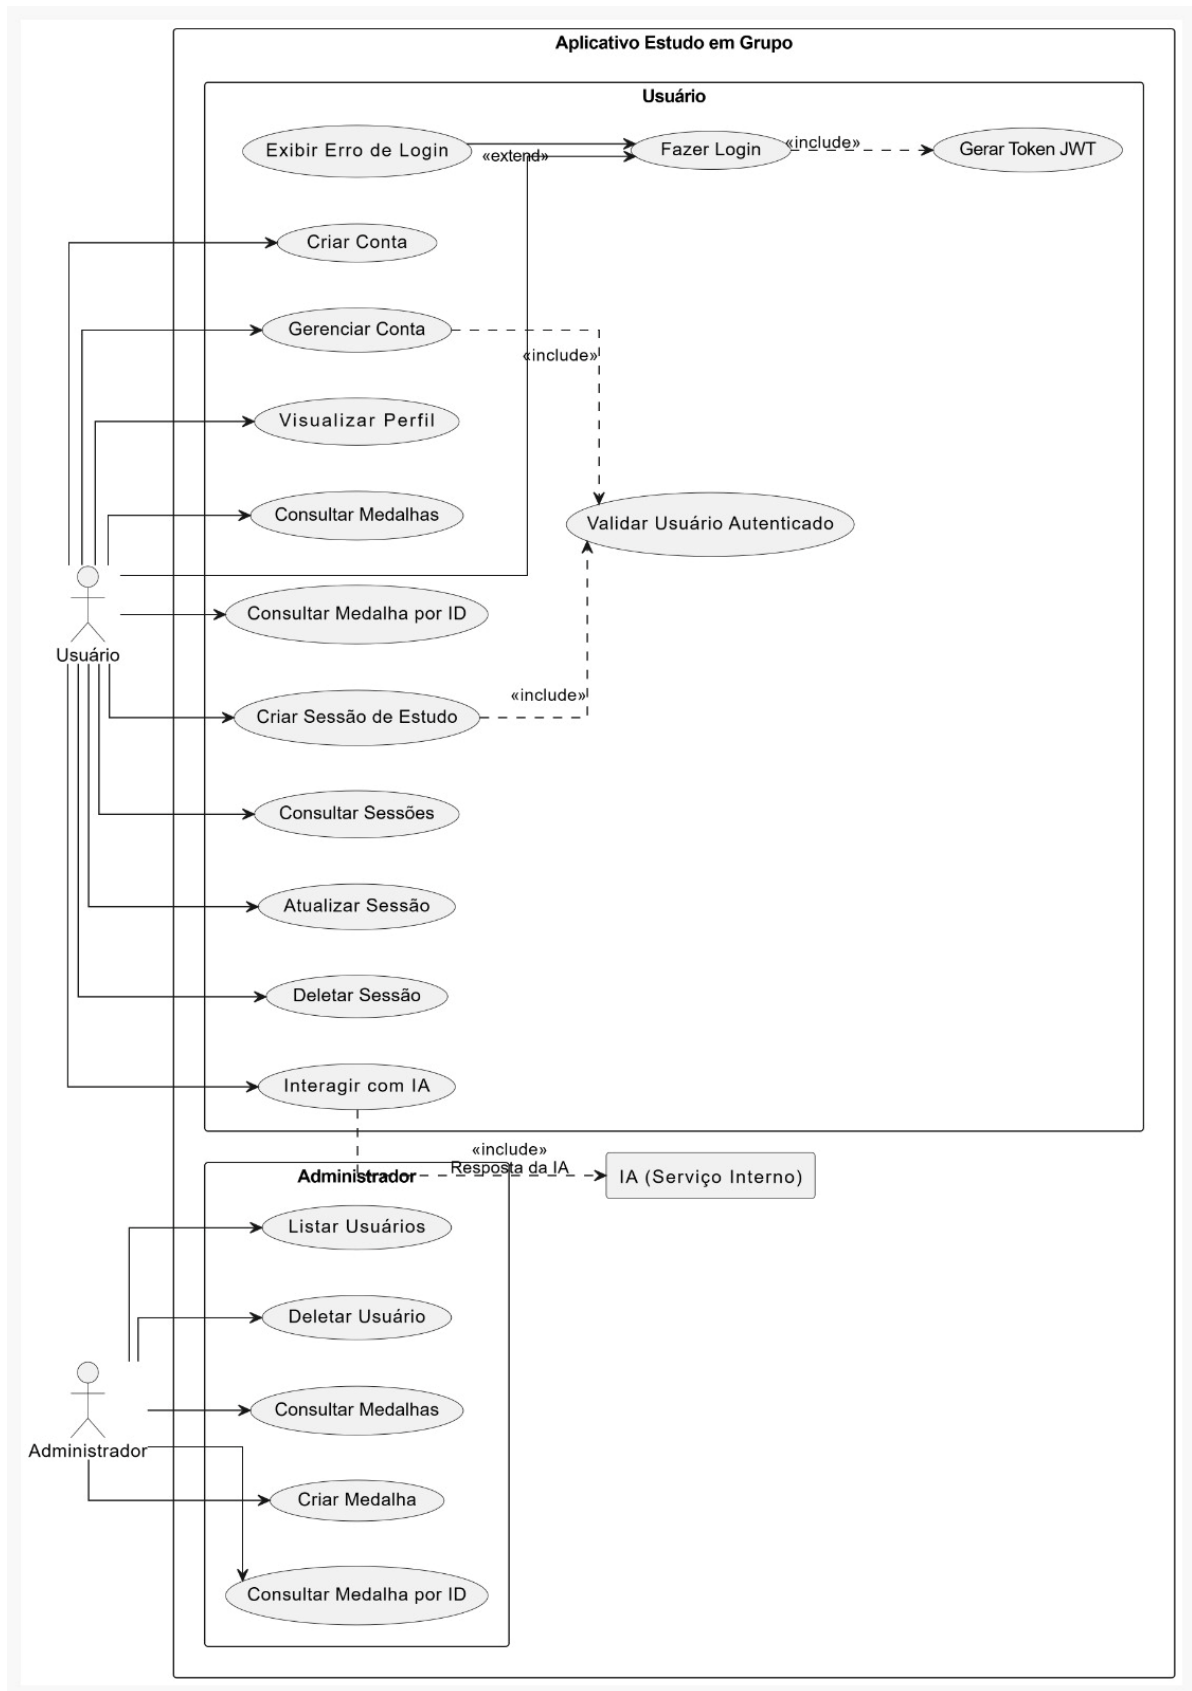 Aplicativo Estudo em Grupo
Usuário
Exibir Erro de Login
«extend»
Fazer Login
«include»
Gerar Token JWT
Criar Conta
Gerenciar Conta
«include»
Visualizar Perfil
Consultar Medalhas
Validar Usuário Autenticado
Consultar Medalha por ID
Usuário
«include»
Criar Sessão de Estudo
Consultar Sessões
Atualizar Sessão
Deletar Sessão
Interagir com IA
«include»
Resposta da IA
IA (Serviço Interno)
Administrador
Listar Usuários
Deletar Usuário
Consultar Medalhas
Administrador
Criar Medalha
Consultar Medalha por ID